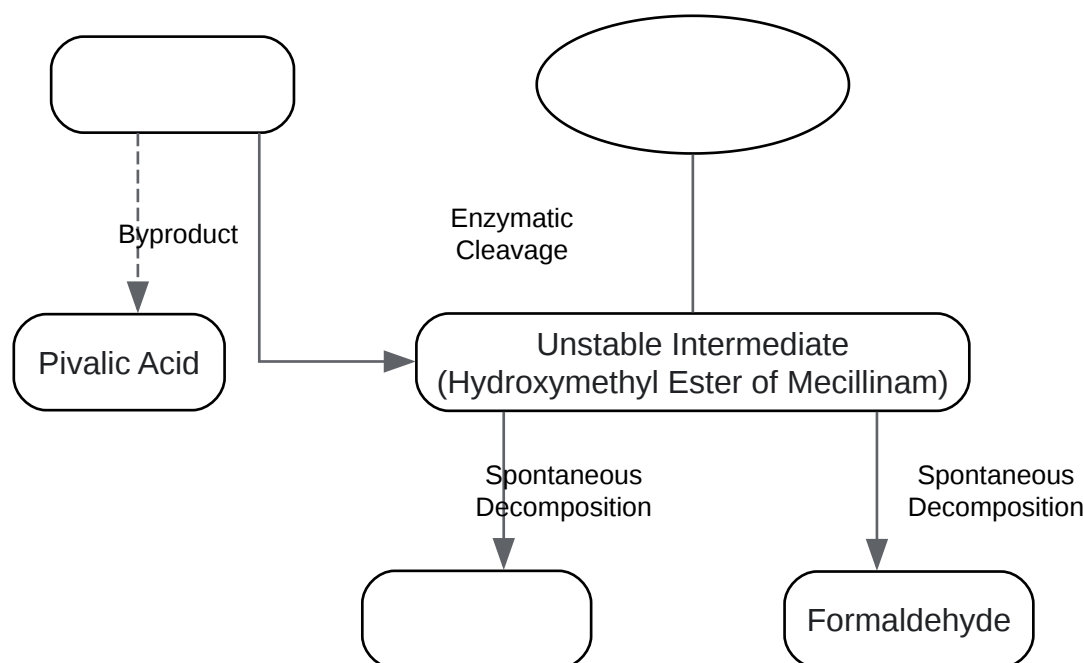 Enzymatic
Cleavage
Byproduct
Unstable Intermediate
(Hydroxymethyl Ester of Mecillinam)
Pivalic Acid
Spontaneous
Decomposition
Spontaneous
Decomposition
Formaldehyde